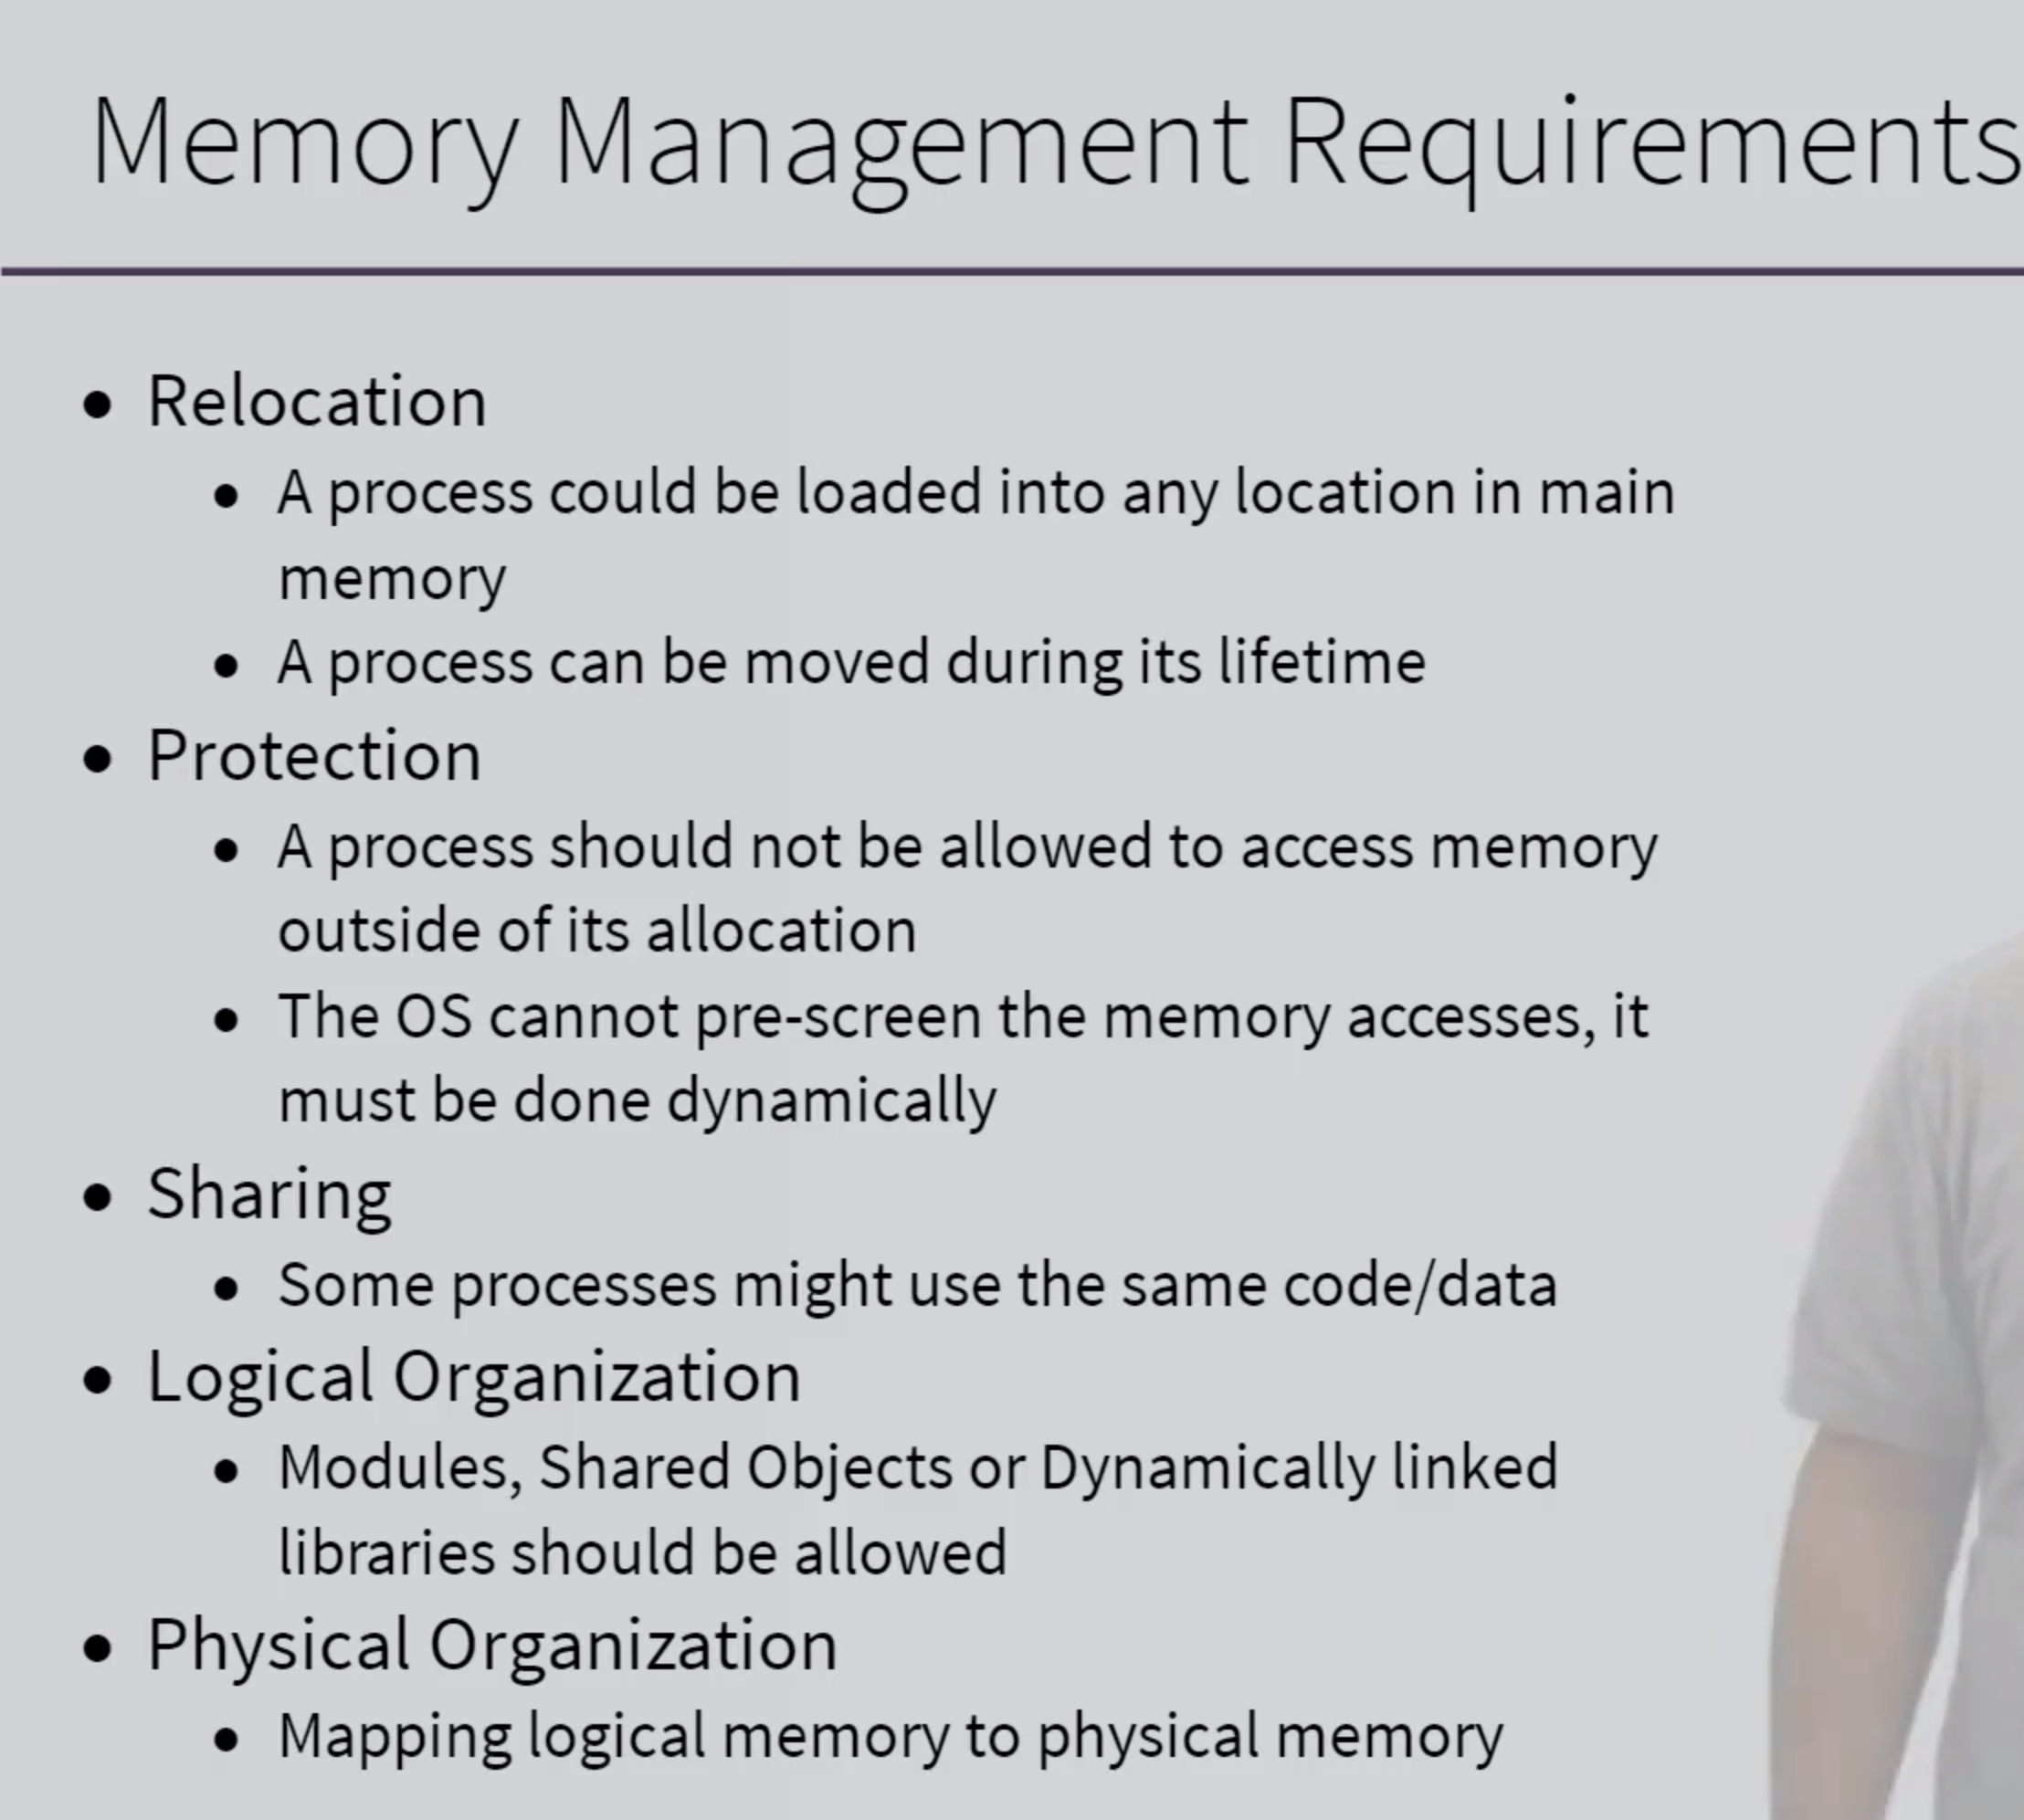 Memory Management Requirements
• Relocation
• A process could be loaded into any location in main
memory
• A process can be moved during its lifetime
• Protection
• A process should not be allowed to access memory
outside of its allocation
• The OS cannot pre-screen the memory accesses, it
must be done dynamically
• Sharing
• Some processes might use the same code/data
• Logical Organization
• Modules, Shared Objects or Dynamically linked
libraries should be allowed
• Physical Organization
• Mapping logical memory to physical memory